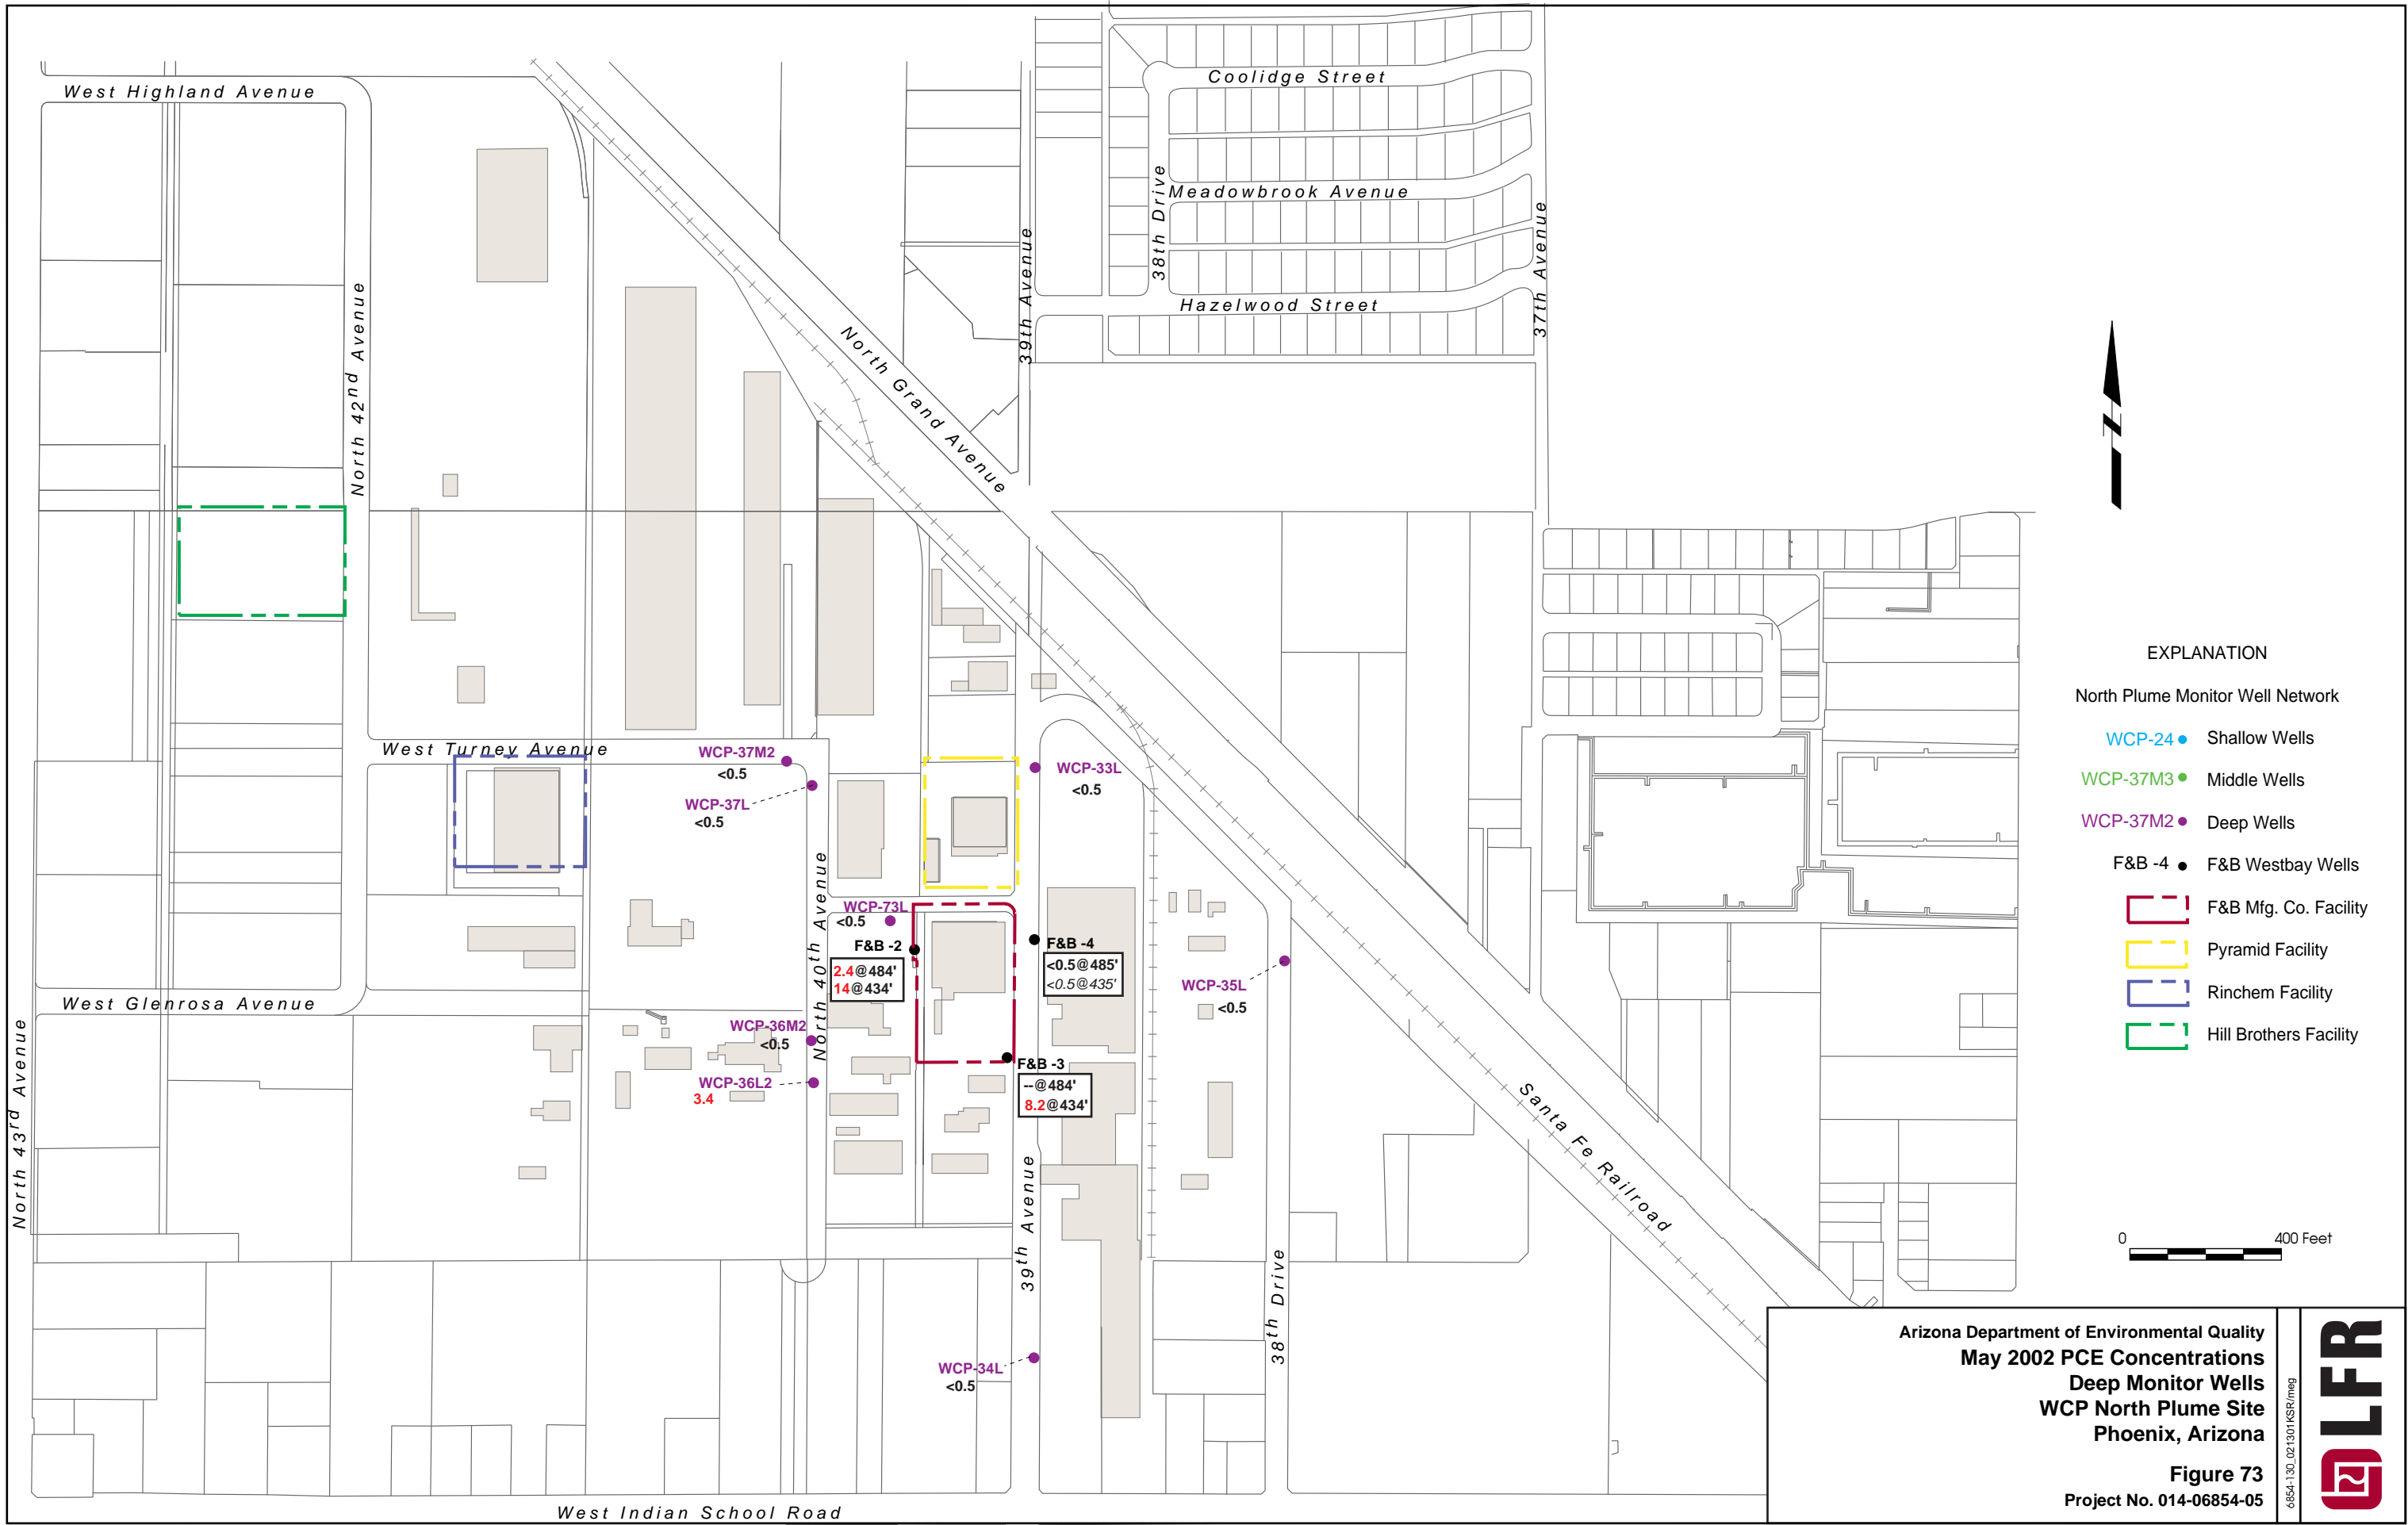 West Highland Avenue
Coolidge Street
Meadowbrook Avenue
38th Drive
39th Avenue
37th Avenue
Hazelwood Street
North 42nd Avenue
North Grand Avenue
West Turney Avenue
WCP-37M2
<0.5
WCP-37L
<0.5
WCP-33L
<0.5
North 40th Avenue
WCP-73L
<0.5
F&B -2
2.4@484'
14@434'
F&B -4
<0.5@485'
<0.5@435'
WCP-35L
<0.5
West Glenrosa Avenue
WCP-36M2
<0.5
WCP-36L2
3.4
F&B -3
--@484'
8.2@434'
North 43rd Avenue
39th Avenue
38th Drive
Santa Fe Railroad
WCP-34L
<0.5
West Indian School Road
N
EXPLANATION
North Plume Monitor Well Network
WCP-24 Shallow Wells
WCP-37M3 Middle Wells
WCP-37M2 Deep Wells
F&B -4 F&B Westbay Wells
F&B Mfg. Co. Facility
Pyramid Facility
Rinchem Facility
Hill Brothers Facility
0 400 Feet
Arizona Department of Environmental Quality
May 2002 PCE Concentrations
Deep Monitor Wells
WCP North Plume Site
Phoenix, Arizona
Figure 73
Project No. 014-06854-05
6854-130_021301KSR/meg
LFR